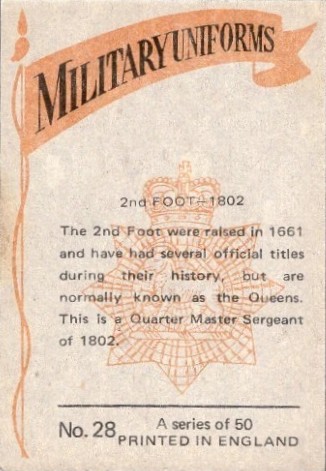 MILITARY UNIFORMS
2nd FOOT—1802
The 2nd Foot were raised in 1661
and have had several official titles
during their history, but are
normally known as the Queens.
This is a Quarter Master Sergeant
of 1802.
No. 28
A series of 50
PRINTED IN ENGLAND